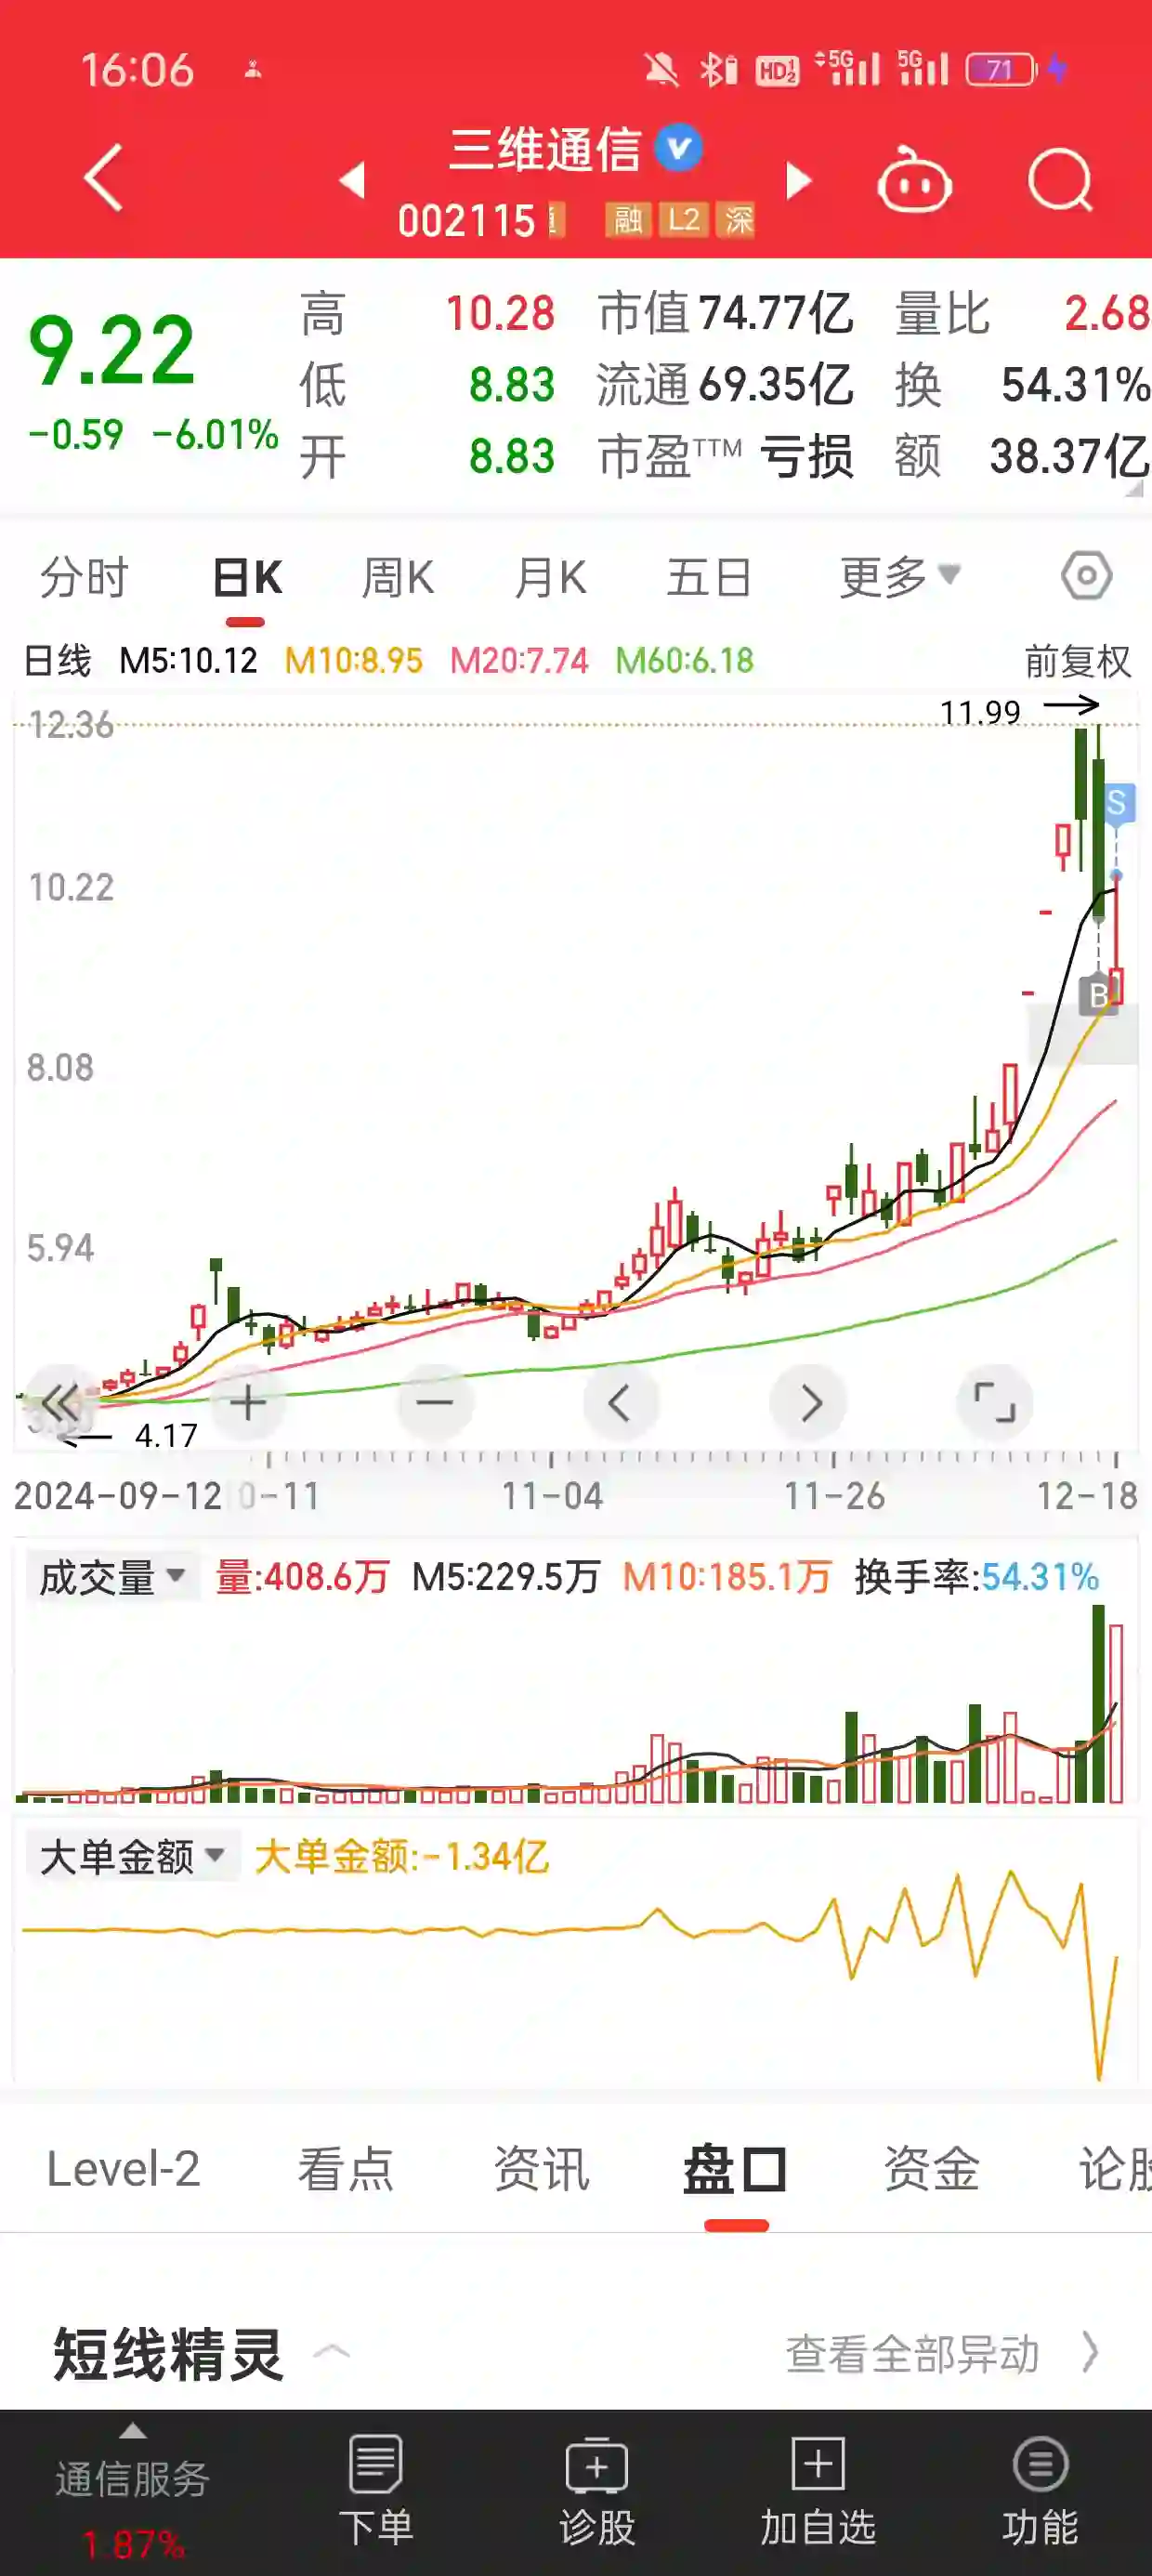 16:06 HD 5G 5G 71
三维通信
002115 融 L2 深
9.22 高 10.28 市值 74.77亿 量比 2.68
-0.59 -6.01% 低 8.83 流通 69.35亿 换 54.31%
开 8.83 市盈TTM 亏损 额 38.37亿
分时 日K 周K 月K 五日 更多
日线 M5:10.12 M10:8.95 M20:7.74 M60:6.18 前复权
11.99
12.36
S
10.22
B
8.08
5.94
4.17
2024-09-12 0-11 11-04 11-26 12-18
成交量 量:408.6万 M5:229.5万 M10:185.1万 换手率:54.31%
大单金额 大单金额:-1.34亿
Level-2 看点 资讯 盘口 资金 论股
短线精灵 查看全部异动
通信服务 下单 诊股 加自选 功能
1.87%